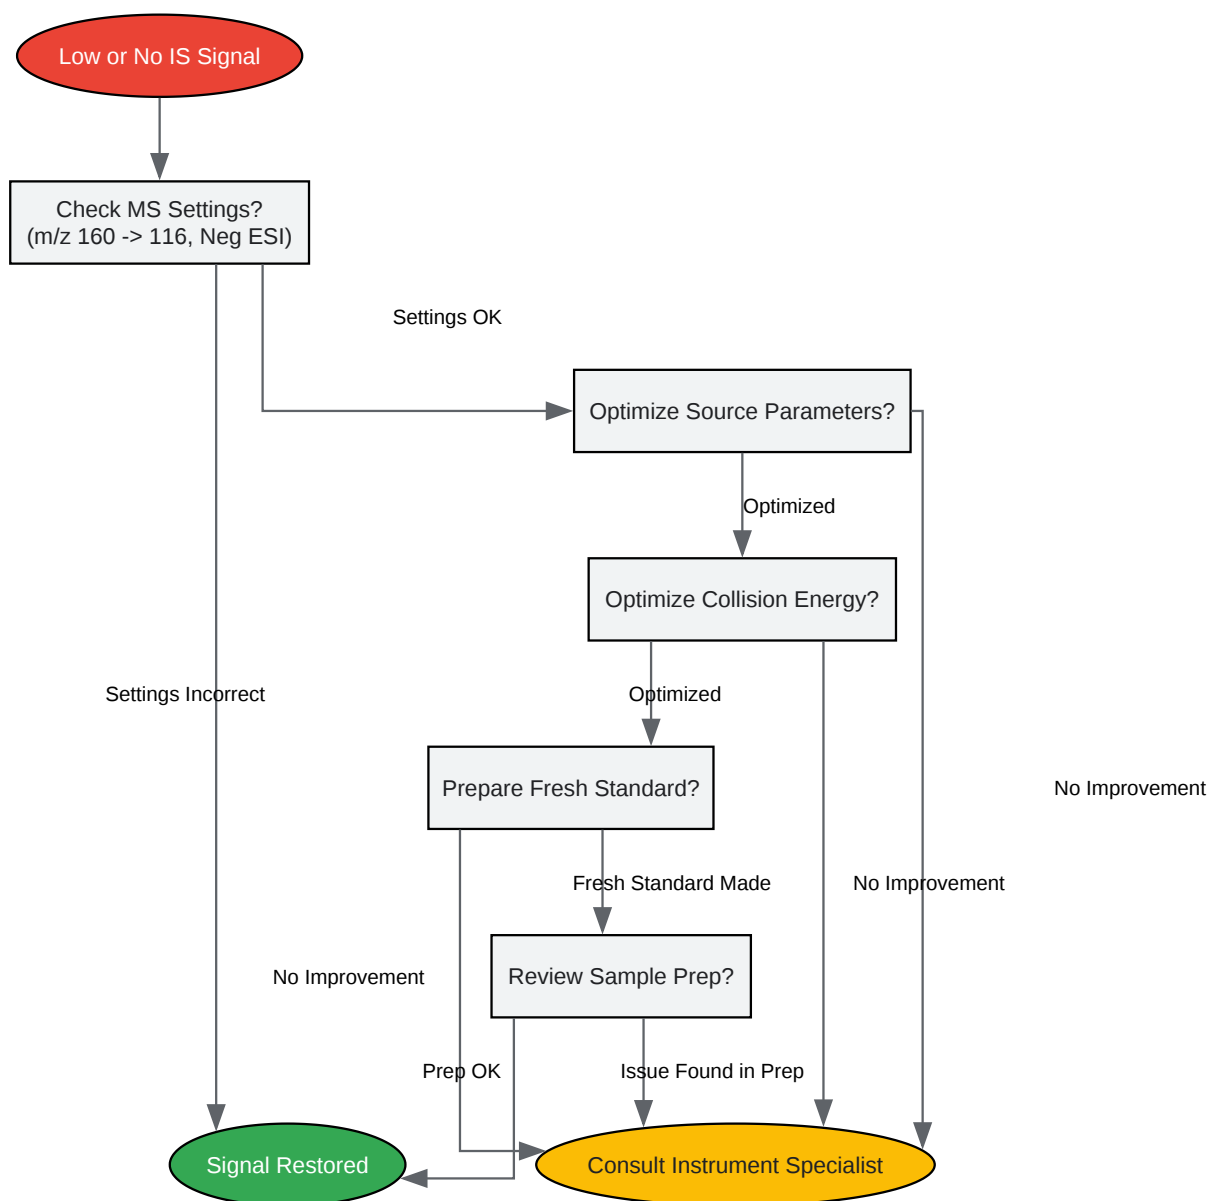 Low or No IS Signal
Check MS Settings?
(m/z 160 -> 116, Neg ESI)
Settings OK
Optimize Source Parameters?
Optimized
Optimize Collision Energy?
Settings Incorrect
Optimized
Prepare Fresh Standard?
No Improvement
Fresh Standard Made
No Improvement
Review Sample Prep?
No Improvement
Prep OK
Issue Found in Prep
Signal Restored
Consult Instrument Specialist